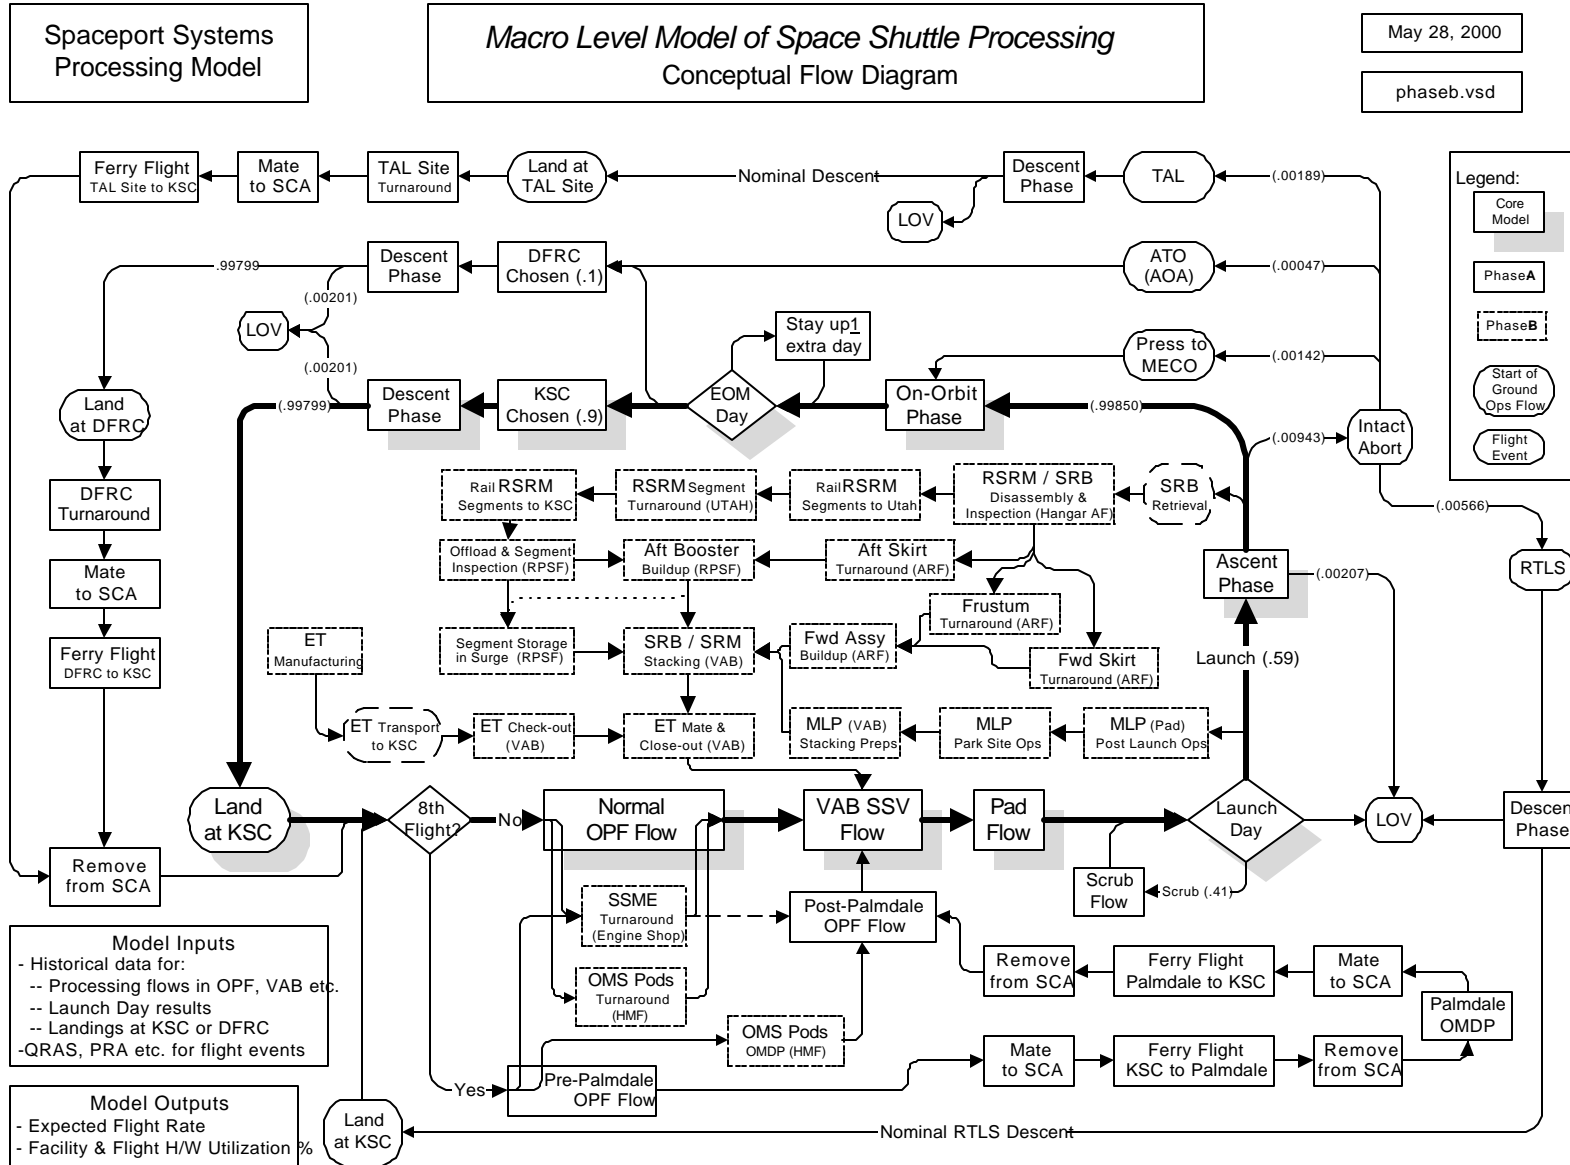 Spaceport Systems
Processing Model
Macro Level Model of Space Shuttle Processing
Conceptual Flow Diagram
May 28, 2000
phaseb.vsd
Ferry Flight
TAL Site to KSC
Mate
to SCA
TAL Site
Turnaround
Land at
TAL Site
Nominal Descent
Descent
Phase
TAL
(.00189)
LOV
Legend:
Core
Model
PhaseA
PhaseB
Start of
Ground
Ops Flow
Flight
Event
.99799
Descent
Phase
DFRC
Chosen (.1)
ATO
(AOA)
(.00047)
(.00201)
LOV
(.00201)
Stay up 1
extra day
Press to
MECO
(.00142)
Land
at DFRC
(.99799)
Descent
Phase
KSC
Chosen (.9)
EOM
Day
On-Orbit
Phase
(.99850)
(.00943)
Intact
Abort
DFRC
Turnaround
Rail RSRM
Segments to KSC
RSRM Segment
Turnaround (UTAH)
Rail RSRM
Segments to Utah
RSRM / SRB
Disassembly &
Inspection (Hangar AF)
SRB
Retrieval
(.00566)
Offload & Segment
Inspection (RPSF)
Aft Booster
Buildup (RPSF)
Aft Skirt
Turnaround (ARF)
Ascent
Phase
(.00207)
RTLS
Mate
to SCA
Frustum
Turnaround (ARF)
ET
Manufacturing
Segment Storage
in Surge (RPSF)
SRB / SRM
Stacking (VAB)
Fwd Assy
Buildup (ARF)
Fwd Skirt
Turnaround (ARF)
Launch (.59)
Ferry Flight
DFRC to KSC
ET Transport
to KSC
ET Check-out
(VAB)
ET Mate &
Close-out (VAB)
MLP (VAB)
Stacking Preps
MLP
Park Site Ops
MLP (Pad)
Post Launch Ops
Land
at KSC
8th
Flight?
No
Normal
OPF Flow
VAB SSV
Flow
Pad
Flow
Launch
Day
LOV
Descent
Phase
Remove
from SCA
Scrub
Flow
Scrub (.41)
SSME
Turnaround
(Engine Shop)
Post-Palmdale
OPF Flow
OMS Pods
Turnaround
(HMF)
Remove
from SCA
Ferry Flight
Palmdale to KSC
Mate
to SCA
Palmdale
OMDP
OMS Pods
OMDP (HMF)
Mate
to SCA
Ferry Flight
KSC to Palmdale
Remove
from SCA
Yes
Pre-Palmdale
OPF Flow
Model Inputs
- Historical data for:
-- Processing flows in OPF, VAB etc.
-- Launch Day results
-- Landings at KSC or DFRC
-QRAS, PRA etc. for flight events
Model Outputs
- Expected Flight Rate
- Facility & Flight H/W Utilization %
Land
at KSC
Nominal RTLS Descent